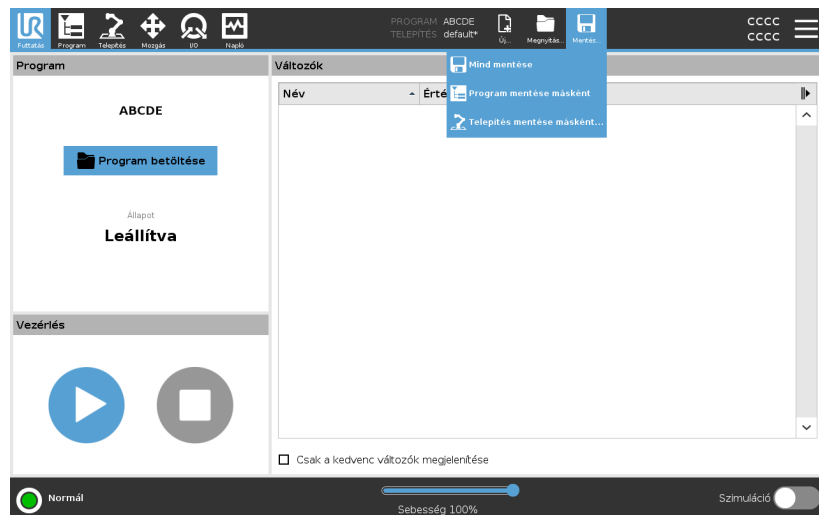 Futtatás Program Telepítés Mozgás I/O Napló
PROGRAM ABCDE
TELEPÍTÉS default*
Új... Megnyitás... Mentés...
CCCC
CCCC
Program
Változók
Mind mentése
Program mentése másként
Telepítés mentése másként...
Név
Érté
ABCDE
Program betöltése
Állapot
Leállítva
Vezérlés
Csak a kedvenc változók megjelenítése
Normál
Sebesség 100%
Szimuláció